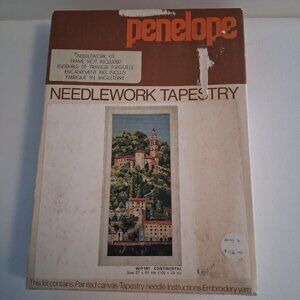 penelope
NEEDLEWORK KIT
FRAME NOT INCLUDED
ENSEMBLE DE TRAVAUX D'AIGUILLE
ENCADREMENT PAS INCLUS
FABRIQUE EN ANGLETERRE
NEEDLEWORK TAPESTRY
CONTINENTAL
Size
This kit contains Painted canvas Tapestry needle Instructions Embroidery yarn